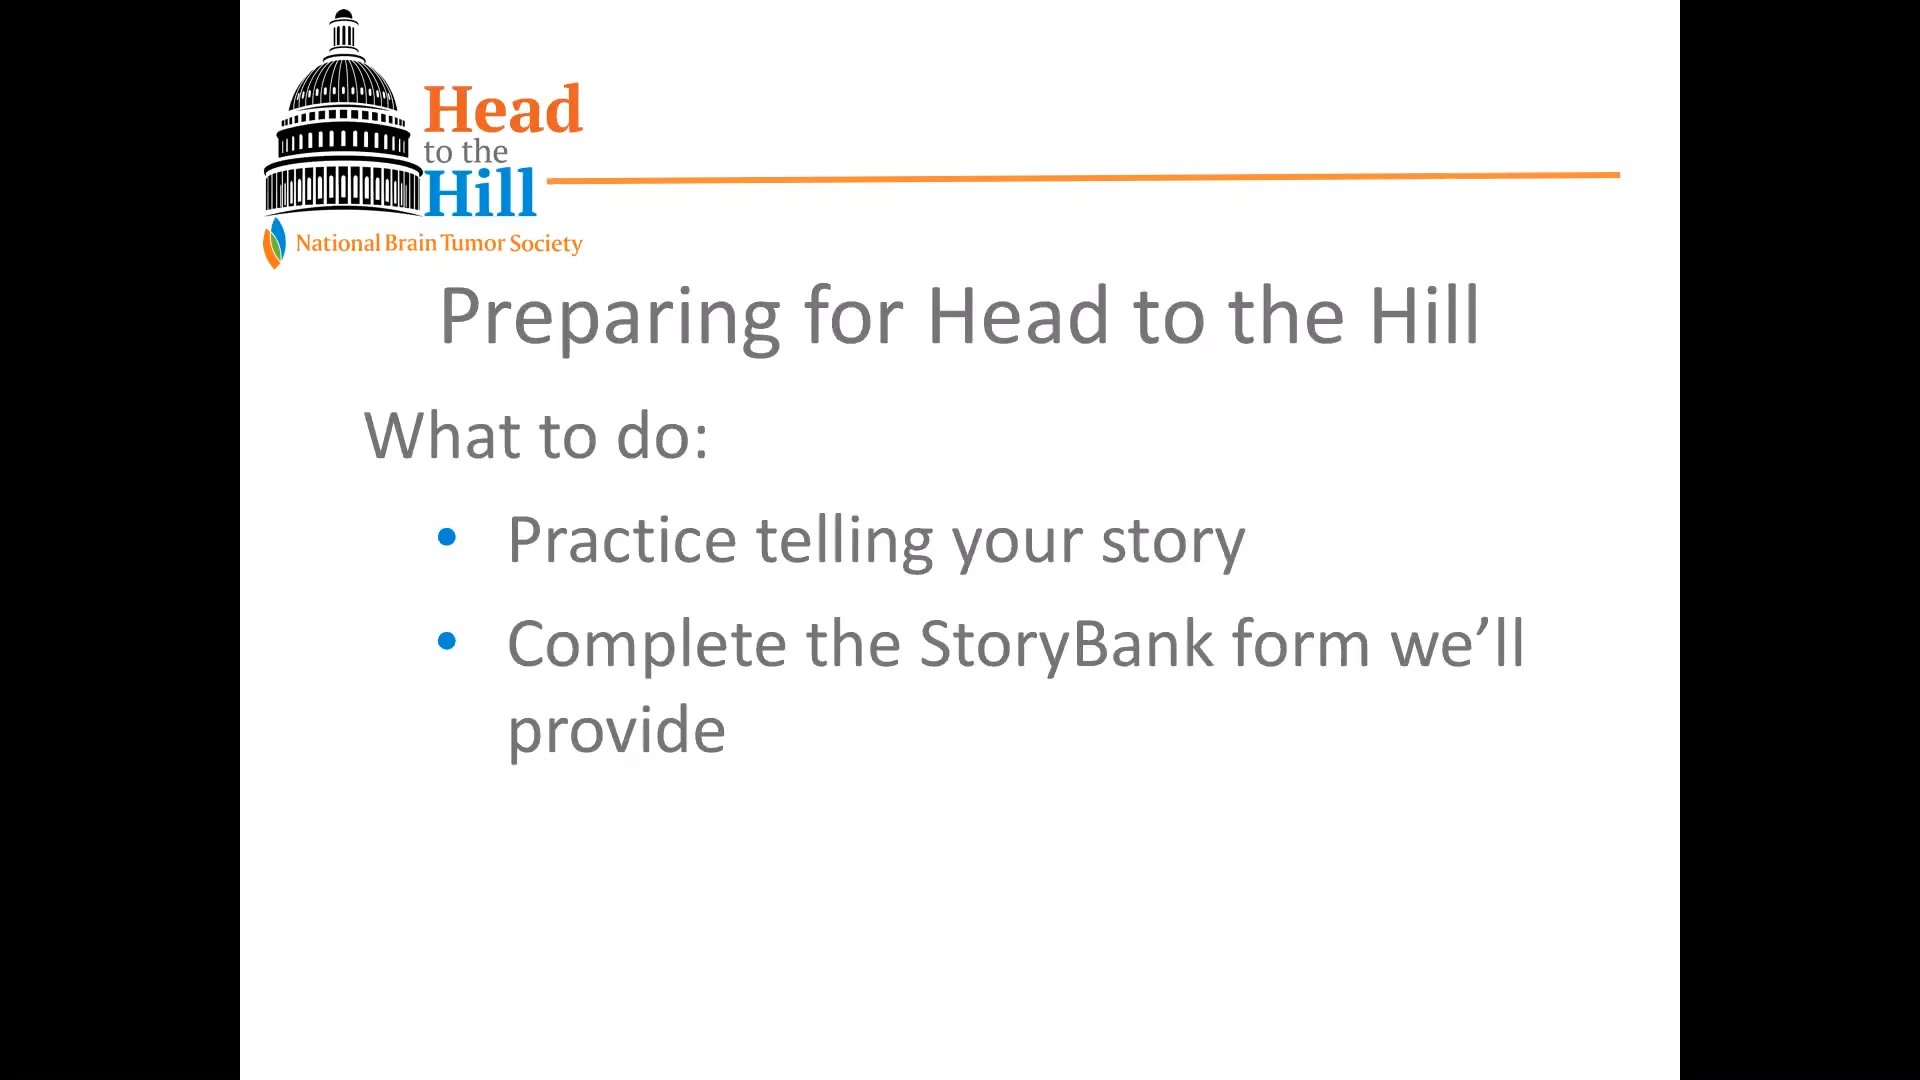 Head
to the
Hill
National Brain Tumor Society
Preparing for Head to the Hill
What to do:
• Practice telling your story
• Complete the StoryBank form we’ll
provide